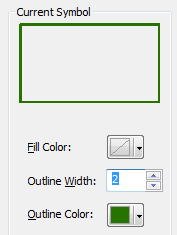 Current Symbol
Fill Color:
Outline Width: 2
Outline Color: